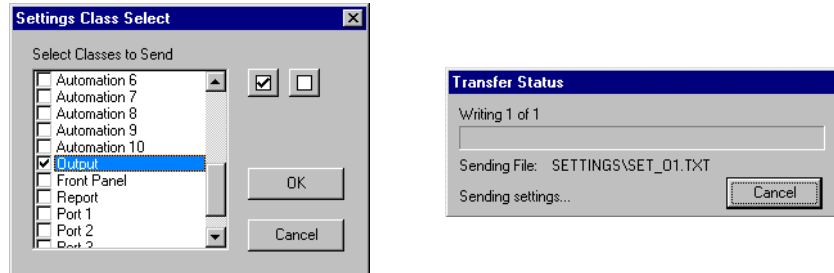 Settings Class Select
Select Classes to Send
Automation 6
Automation 7
Automation 8
Automation 9
Automation 10
Output
Front Panel
Report
Port 1
Port 2
Port 3
OK
Cancel
Transfer Status
Writing 1 of 1
Sending File: SETTINGS\SET_01.TXT
Sending settings...
Cancel